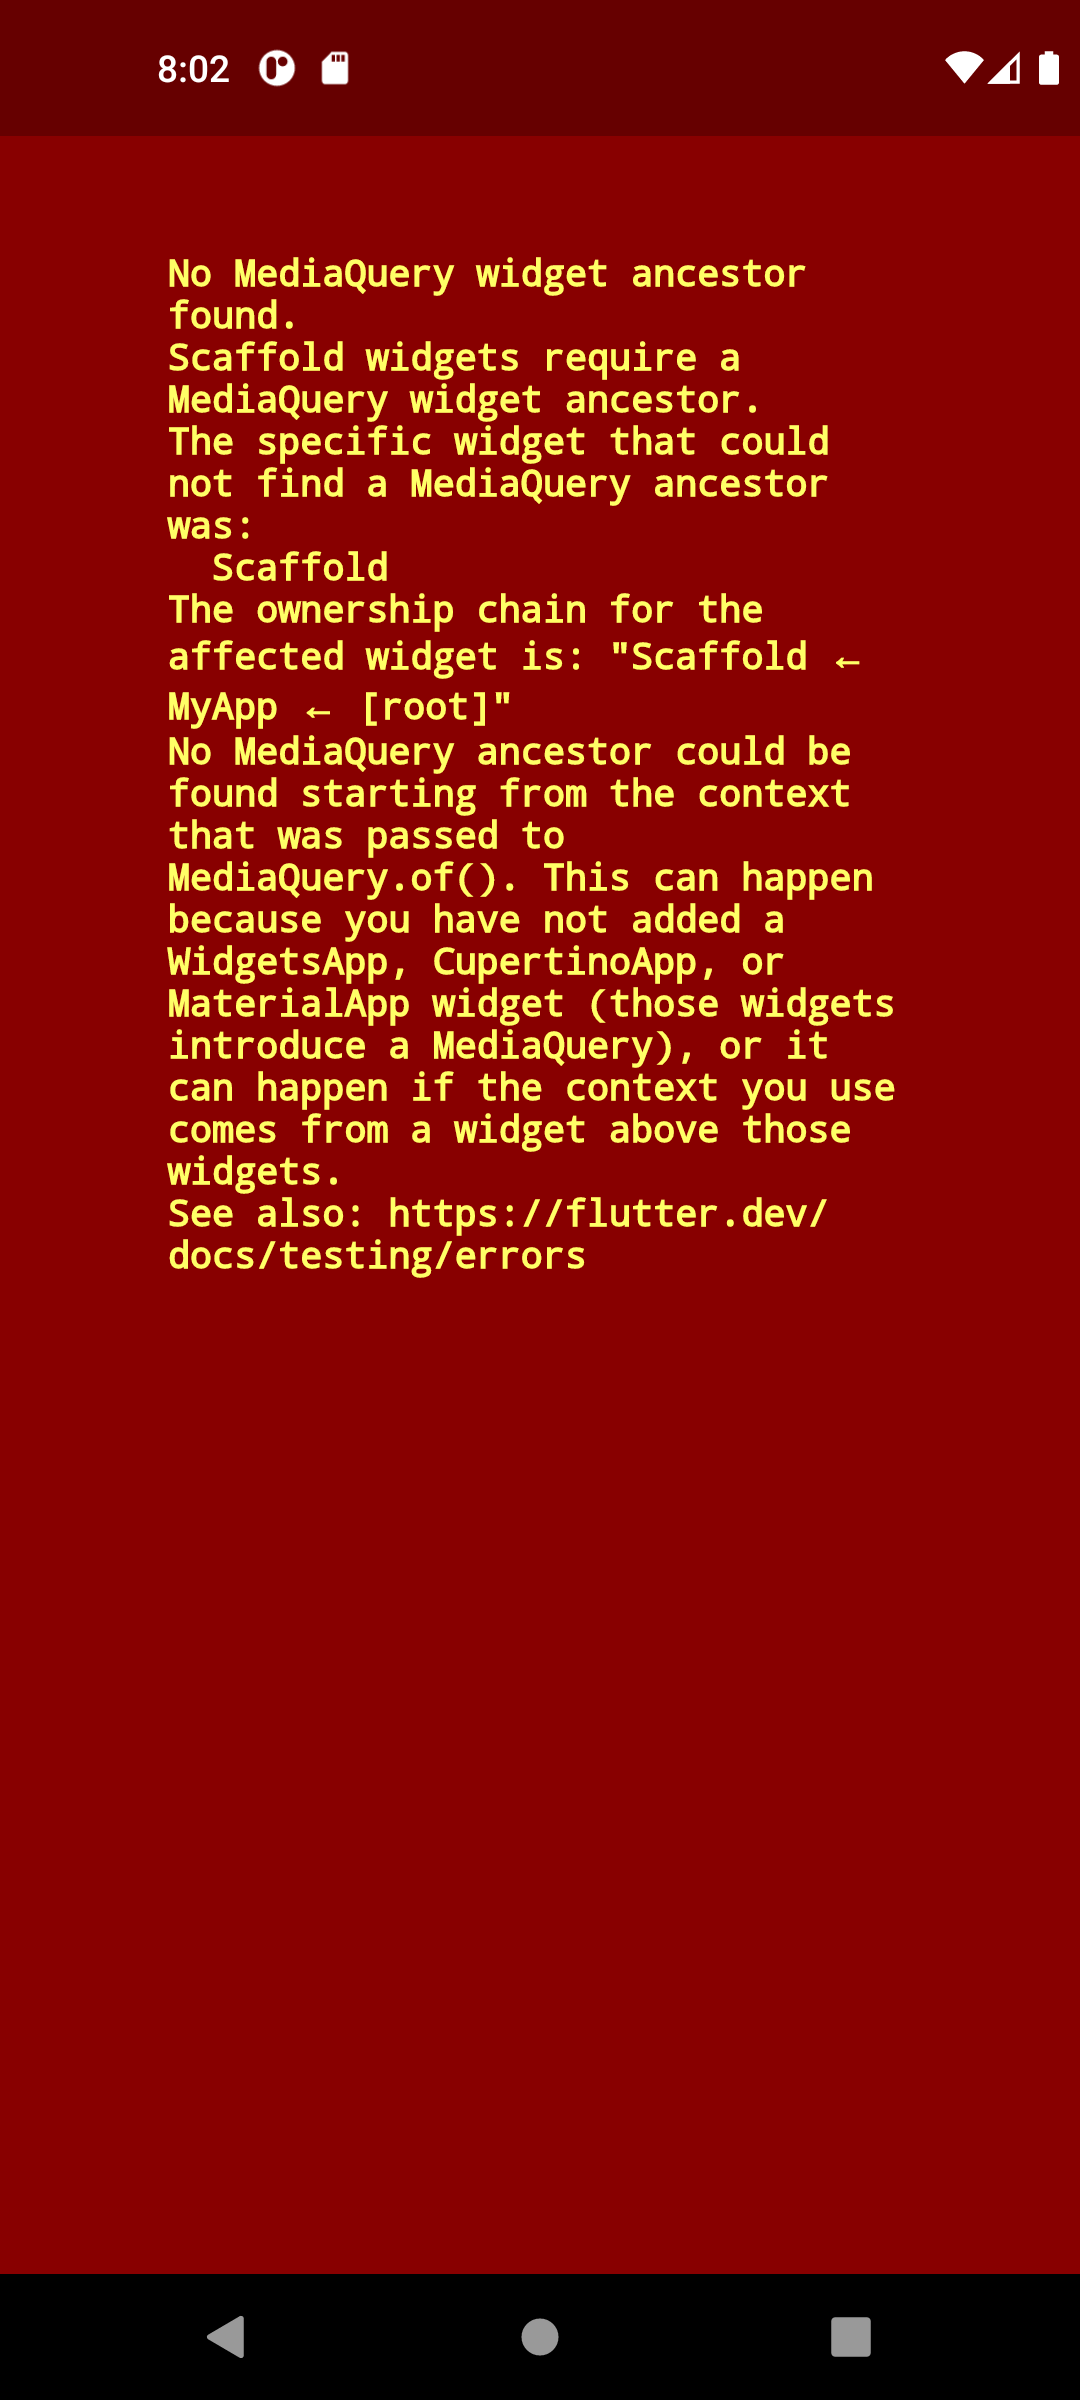 8:02
No MediaQuery widget ancestor
found.
Scaffold widgets require a
MediaQuery widget ancestor.
The specific widget that could
not find a MediaQuery ancestor
was:
  Scaffold
The ownership chain for the
affected widget is: "Scaffold ←
MyApp ← [root]"
No MediaQuery ancestor could be
found starting from the context
that was passed to
MediaQuery.of(). This can happen
because you have not added a
WidgetsApp, CupertinoApp, or
MaterialApp widget (those widgets
introduce a MediaQuery), or it
can happen if the context you use
comes from a widget above those
widgets.
See also: https://flutter.dev/
docs/testing/errors